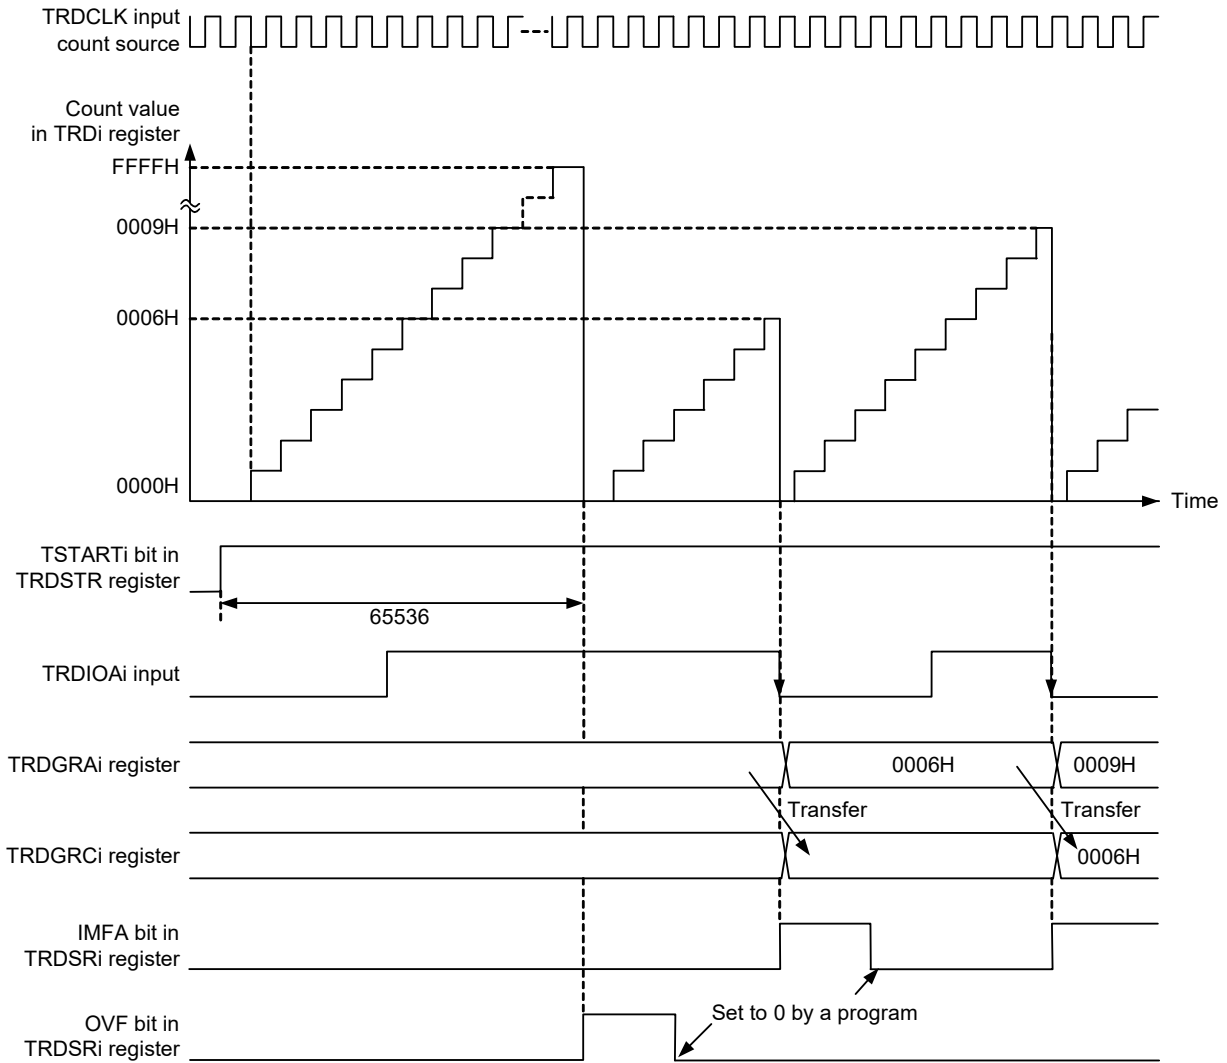 TRDCLK input
count source
Count value
in TRDi register
FFFFH
0009H
0006H
0000H
Time
TSTARTi bit in
TRDSTR register
65536
TRDIOAi input
TRDGRAi register
0006H
0009H
Transfer
Transfer
TRDGRCi register
0006H
IMFA bit in
TRDSRi register
Set to 0 by a program
OVF bit in
TRDSRi register